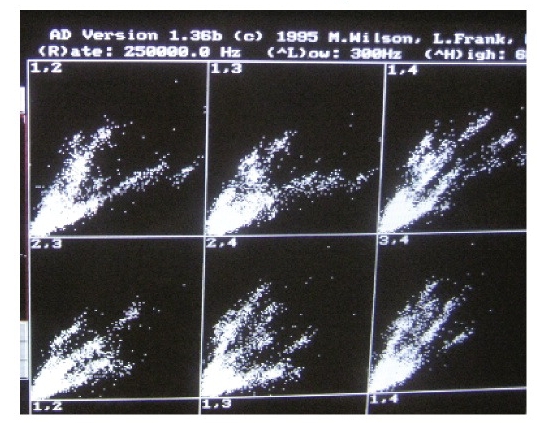 AD Version 1.36b (c) 1995 M.Wilson, L.Frank,
(R)ate: 250000.0 Hz (^L)ow: 300Hz (^H)igh: 6
1,2 1,3 1,4
2,3 2,4 3,4
1,2 1,3 1,4